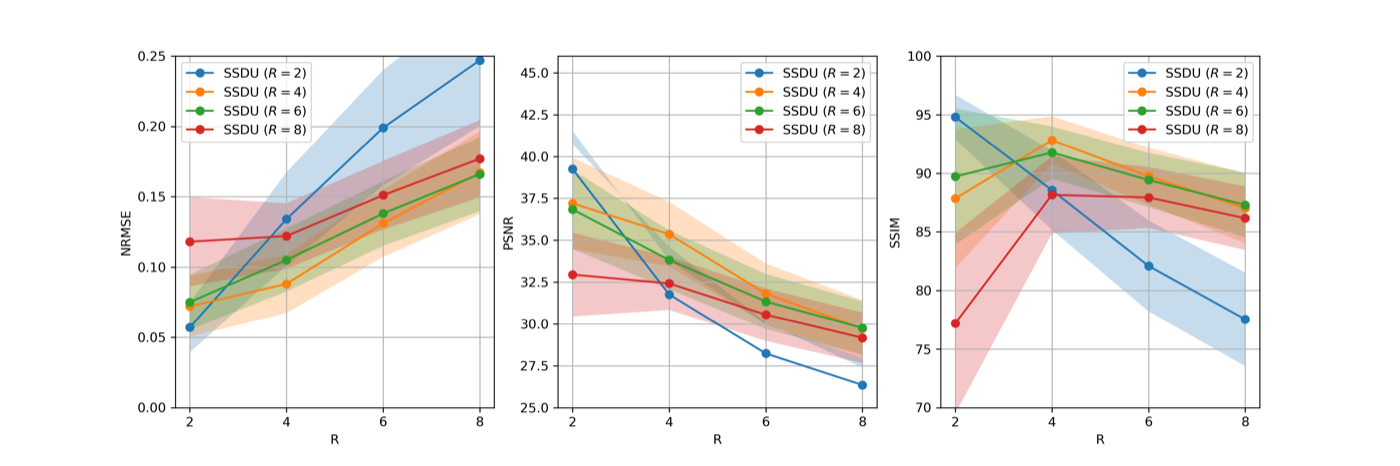 0.25
0.20
0.15
0.10
0.05
0.00
NRMSE
2 4 6 8
R
SSDU (R = 2)
SSDU (R = 4)
SSDU (R = 6)
SSDU (R = 8)
45.0
42.5
40.0
37.5
35.0
32.5
30.0
27.5
25.0
PSNR
2 4 6 8
R
SSDU (R = 2)
SSDU (R = 4)
SSDU (R = 6)
SSDU (R = 8)
100
95
90
85
80
75
70
SSIM
2 4 6 8
R
SSDU (R = 2)
SSDU (R = 4)
SSDU (R = 6)
SSDU (R = 8)